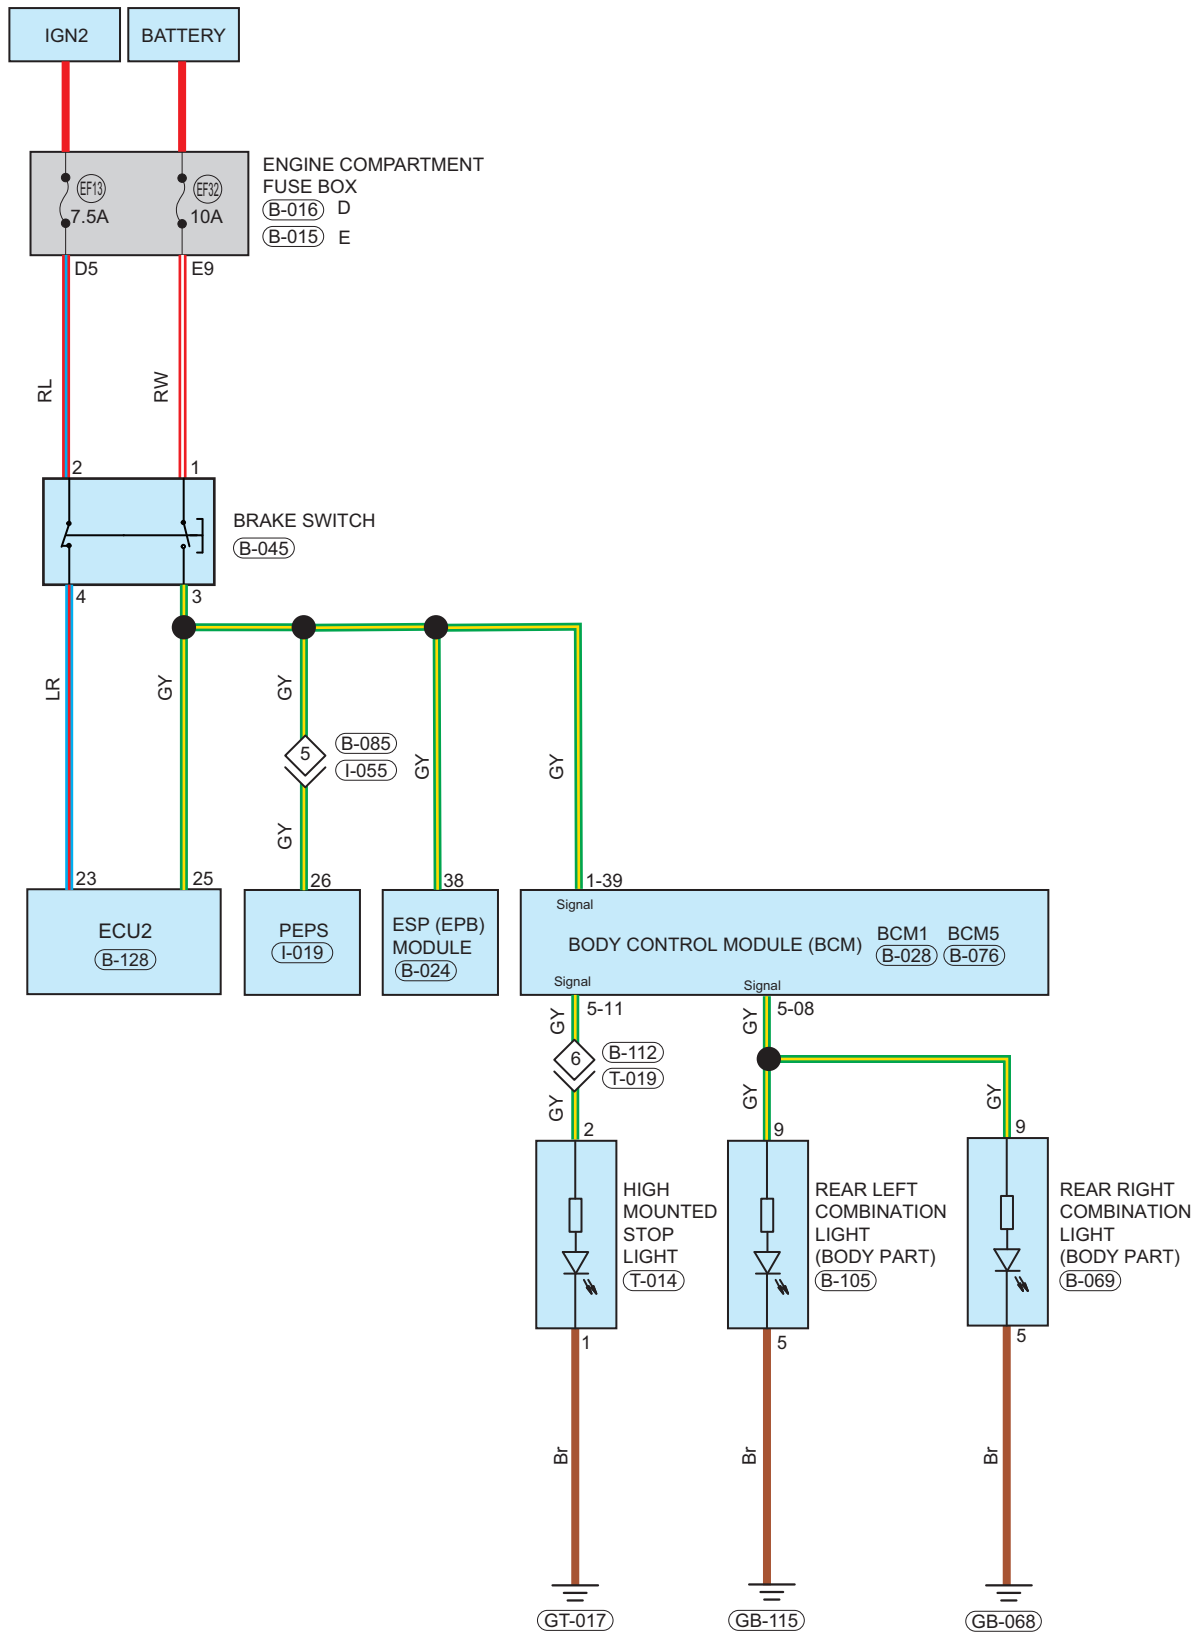 IGN2
BATTERY
EF13
7.5A
EF32
10A
ENGINE COMPARTMENT
FUSE BOX
B-016 D
B-015 E
D5
E9
RL
RW
2
1
BRAKE SWITCH
B-045
4
3
LR
GY
GY
5
B-085
I-055
GY
GY
GY
23
25
26
38
1-39
ECU2
B-128
PEPS
I-019
ESP (EPB)
MODULE
B-024
Signal
BODY CONTROL MODULE (BCM)
BCM1
B-028
BCM5
B-076
Signal
Signal
GY
5-11
GY
5-08
6
B-112
T-019
GY
GY
GY
2
9
9
HIGH
MOUNTED
STOP
LIGHT
T-014
REAR LEFT
COMBINATION
LIGHT
(BODY PART)
B-105
REAR RIGHT
COMBINATION
LIGHT
(BODY PART)
B-069
1
5
5
Br
Br
Br
GT-017
GB-115
GB-068